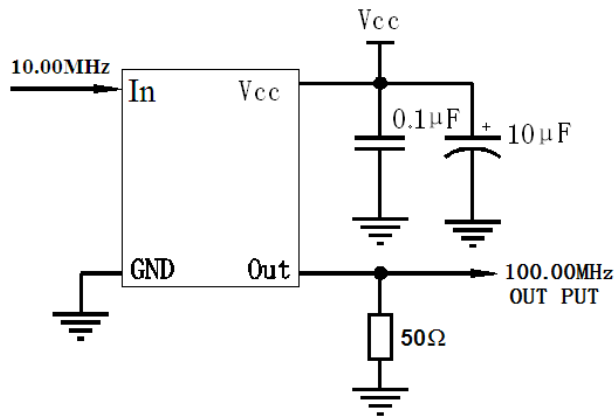 Vcc
10.00MHz
In
Vcc
0.1μF
+
10μF
GND
Out
100.00MHz
OUT PUT
50Ω